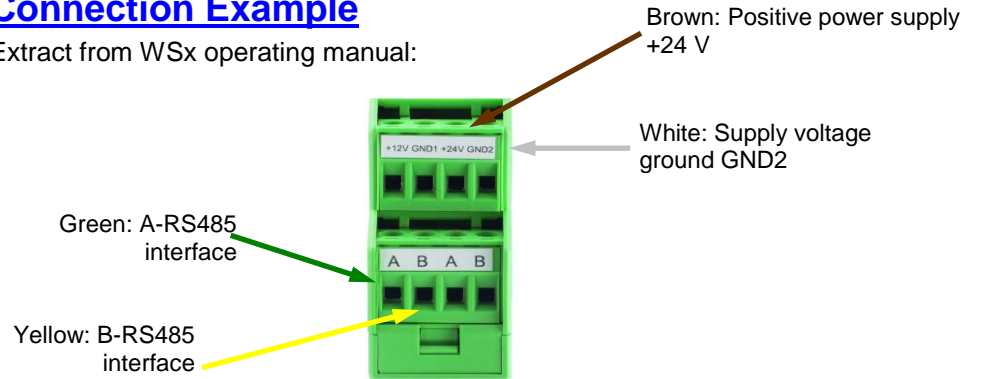 Connection Example
Extract from WSx operating manual:
Brown: Positive power supply
+24 V
+12V GND1 +24V GND2
White: Supply voltage
ground GND2
Green: A-RS485
interface
A B A B
Yellow: B-RS485
interface